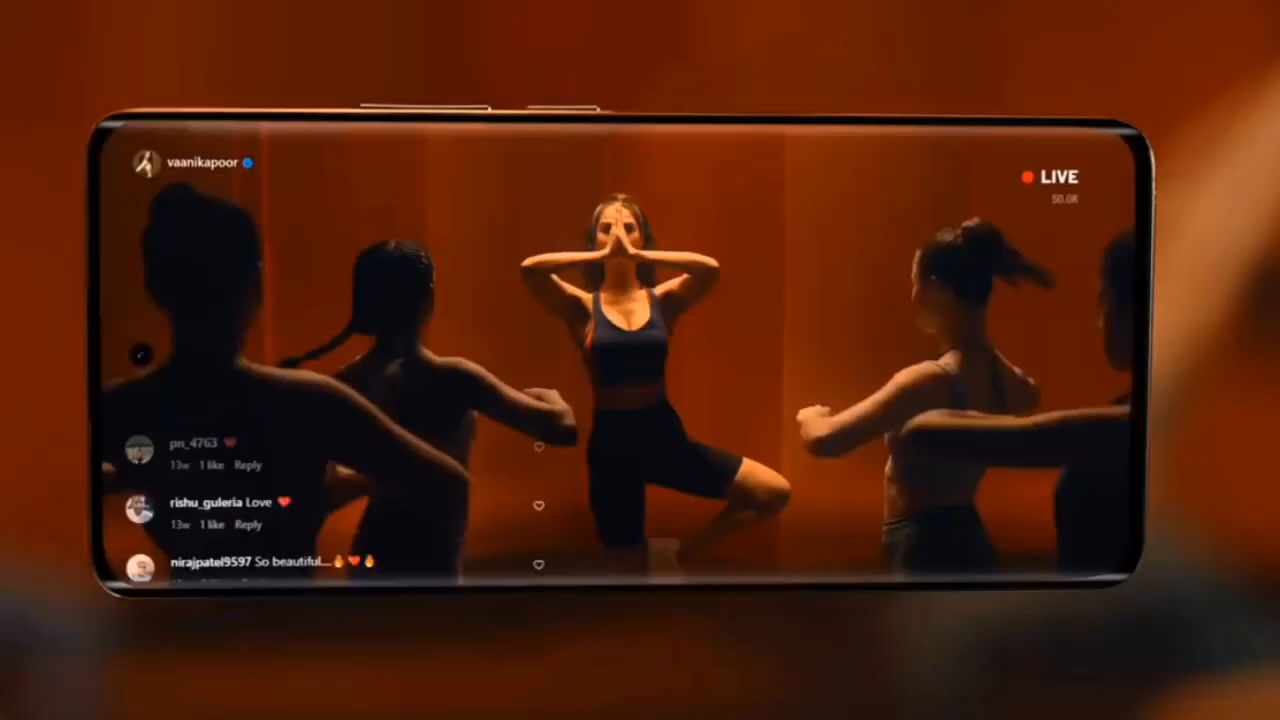 vaanikapoor
LIVE
50.0K
pn_4763 ❤️
13w 1 like Reply
rishu_guleria Love ❤️
13w 1 like Reply
nirajpatel9597 So beautiful....🔥❤️🔥